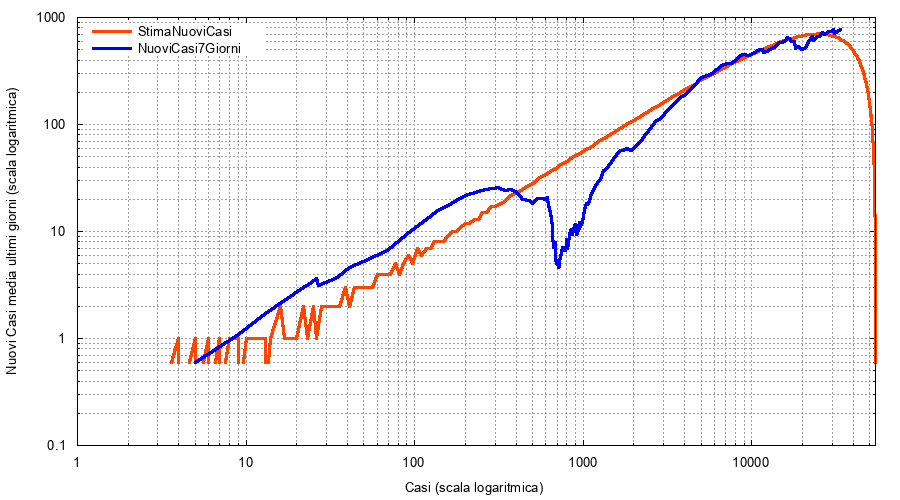 StimaNuoviCasi
NuoviCasi7Giorni
Nuovi Casi media ultimi giorni (scala logaritmica)
1000
100
10
1
0.1
1 10 100 1000 10000
Casi (scala logaritmica)